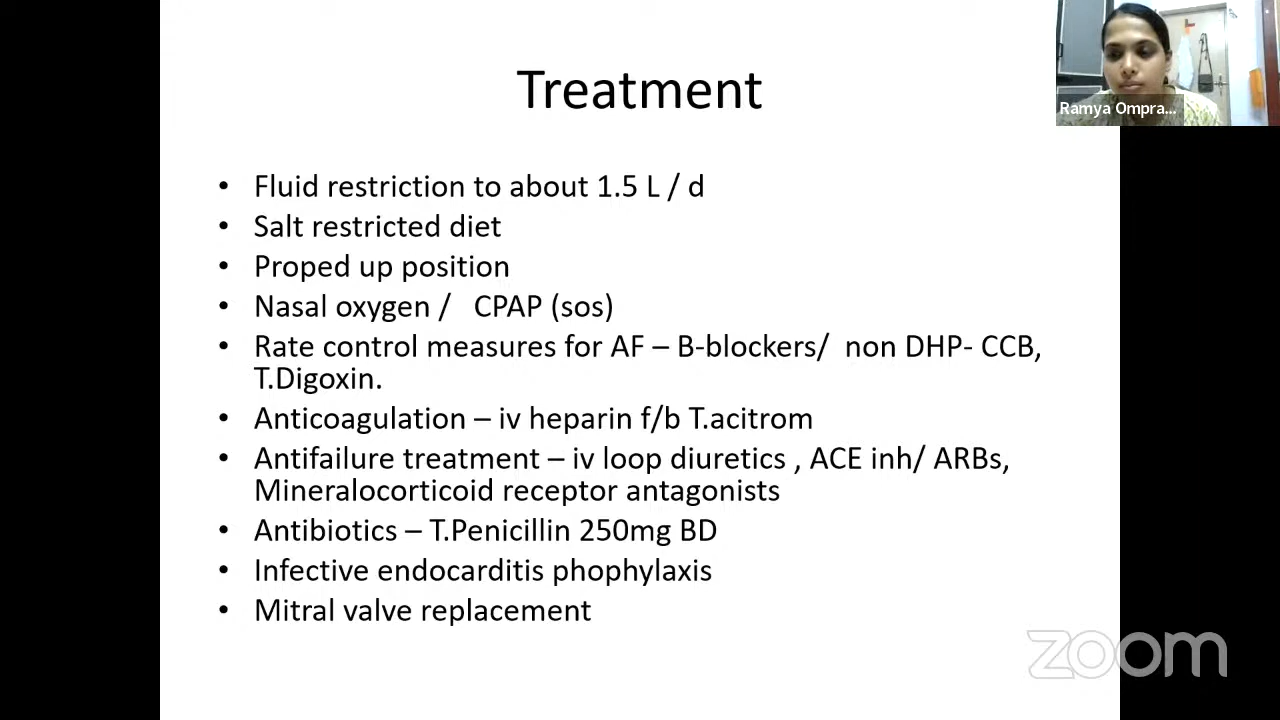 Treatment
Ramya Ompra...
• Fluid restriction to about 1.5 L / d
• Salt restricted diet
• Proped up position
• Nasal oxygen / CPAP (sos)
• Rate control measures for AF – B-blockers/ non DHP- CCB,
T.Digoxin.
• Anticoagulation – iv heparin f/b T.acitrom
• Antifailure treatment – iv loop diuretics , ACE inh/ ARBs,
Mineralocorticoid receptor antagonists
• Antibiotics – T.Penicillin 250mg BD
• Infective endocarditis phophylaxis
• Mitral valve replacement
zoom